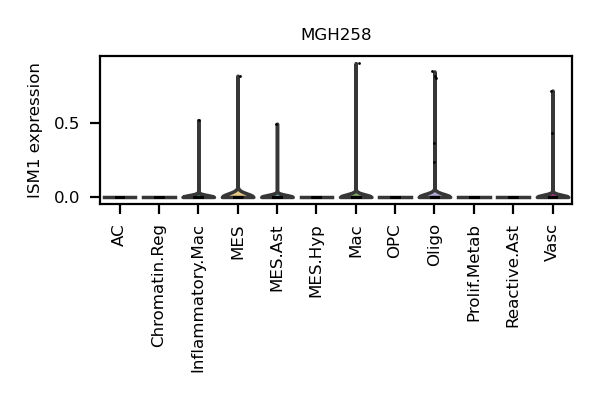 MGH258
ISM1 expression
0.5
0.0
AC
Chromatin.Reg
Inflammatory.Mac
MES
MES.Ast
MES.Hyp
Mac
OPC
Oligo
Prolif.Metab
Reactive.Ast
Vasc